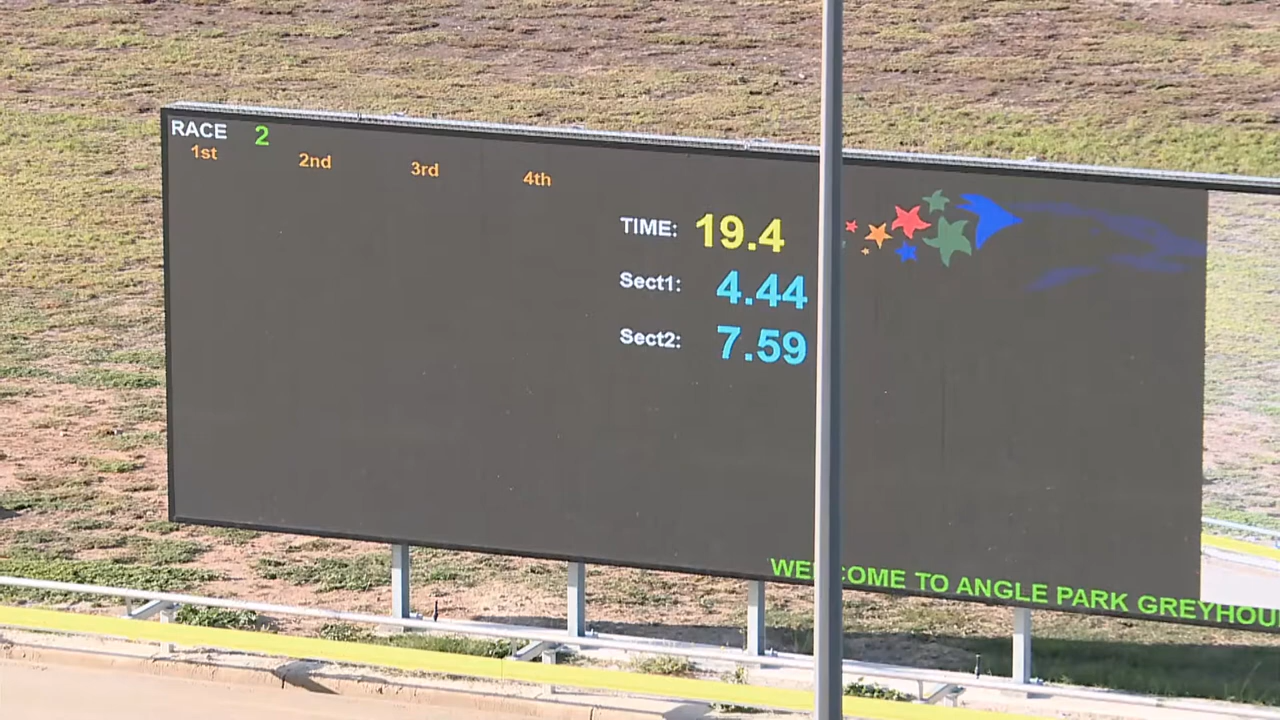 RACE 2
1st 2nd 3rd 4th
TIME: 19.4
Sect1: 4.44
Sect2: 7.59
WELCOME TO ANGLE PARK GREYHOU